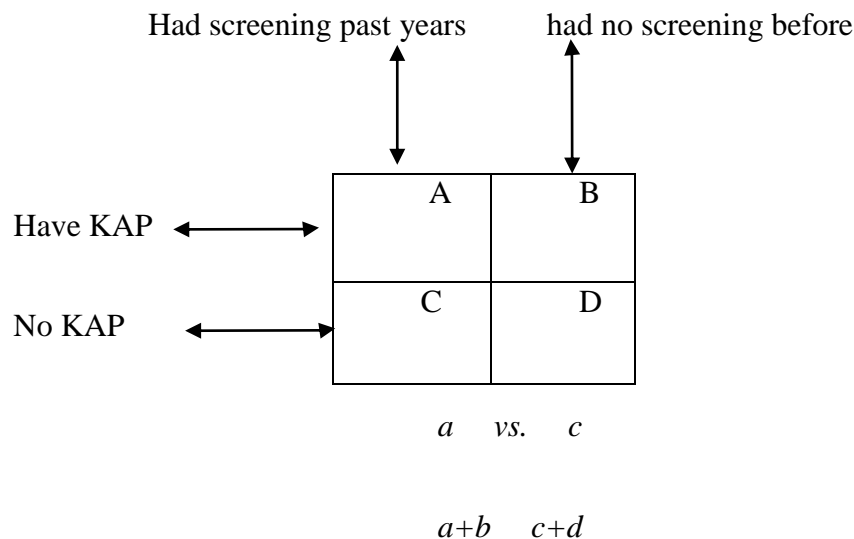 Had screening past years had no screening before
A B
Have KAP
C D
No KAP
a vs. c
a+b c+d